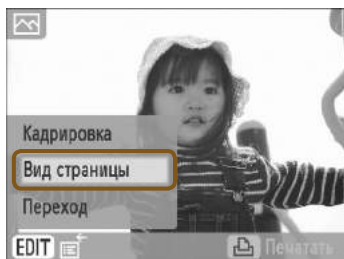 Кадрировка
Вид страницы
Переход
EDIT
Печатать